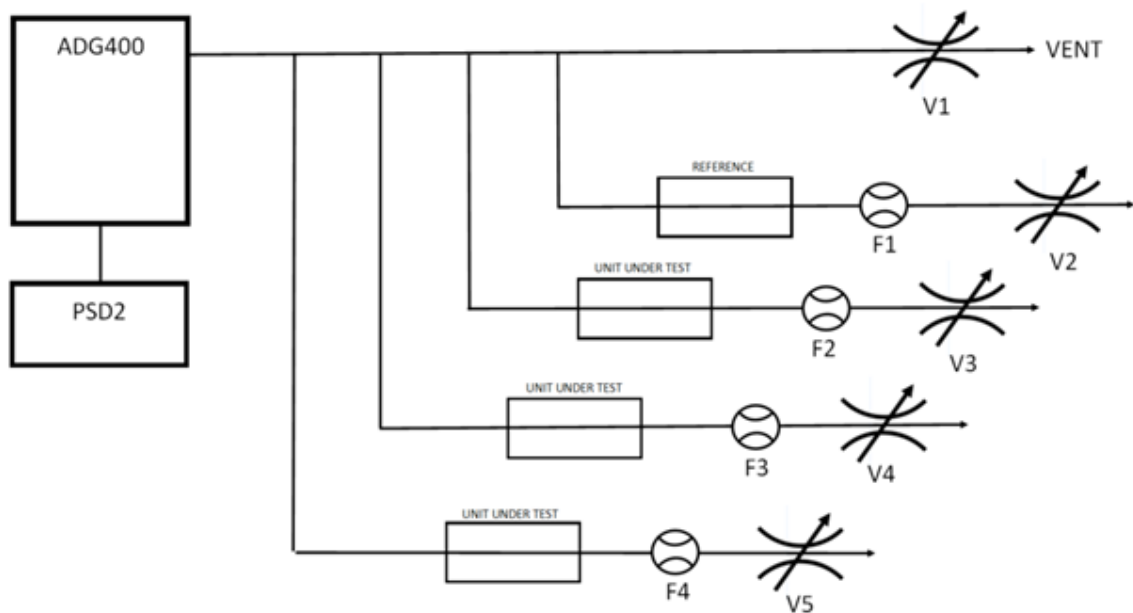 ADG400
VENT
V1
REFERENCE
F1
V2
PSD2
UNIT UNDER TEST
F2
V3
UNIT UNDER TEST
F3
V4
UNIT UNDER TEST
F4
V5